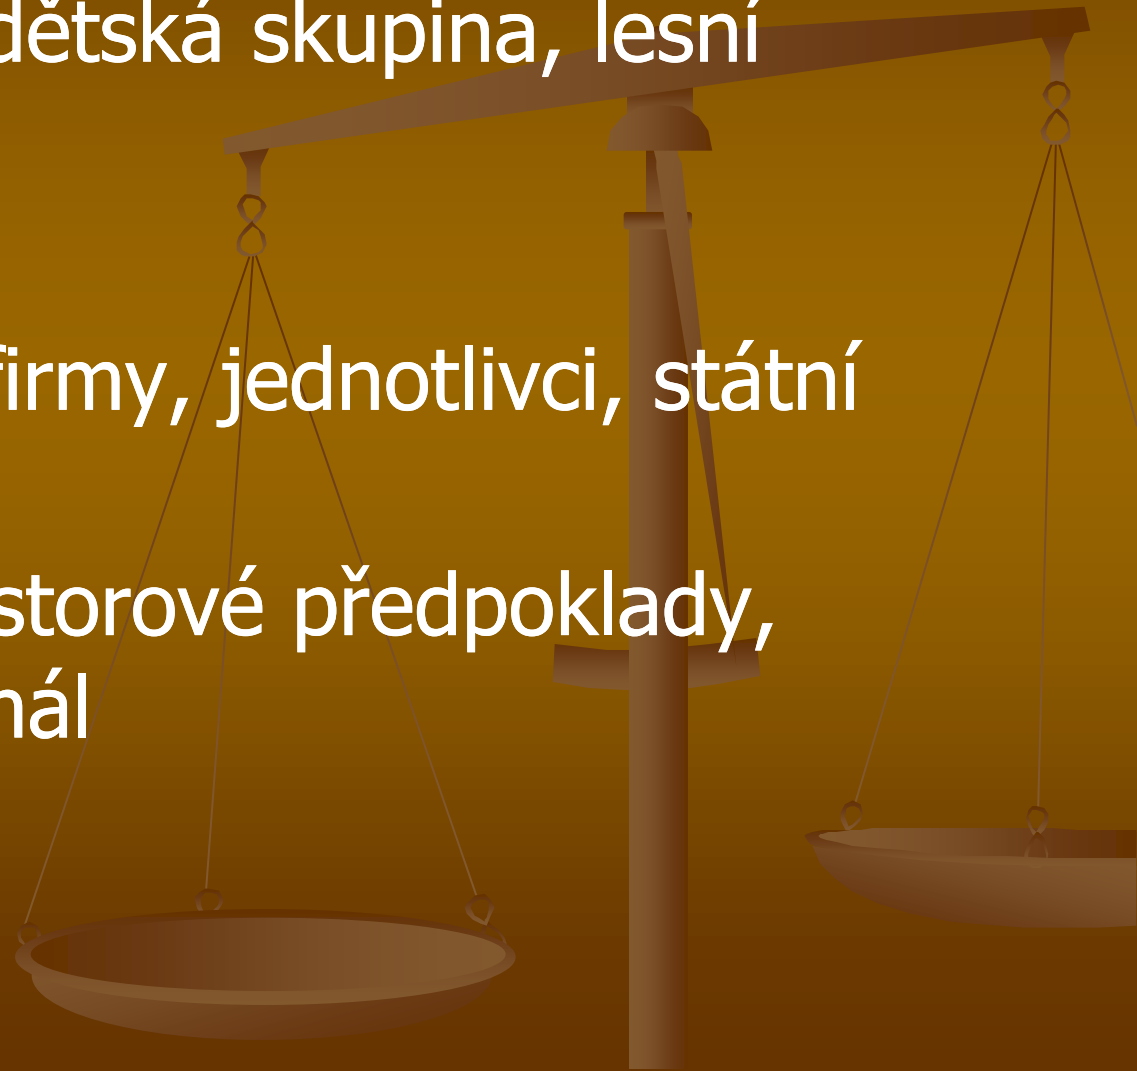 dětská skupina, lesní
firmy, jednotlivci, státní
storové předpoklady,
nál